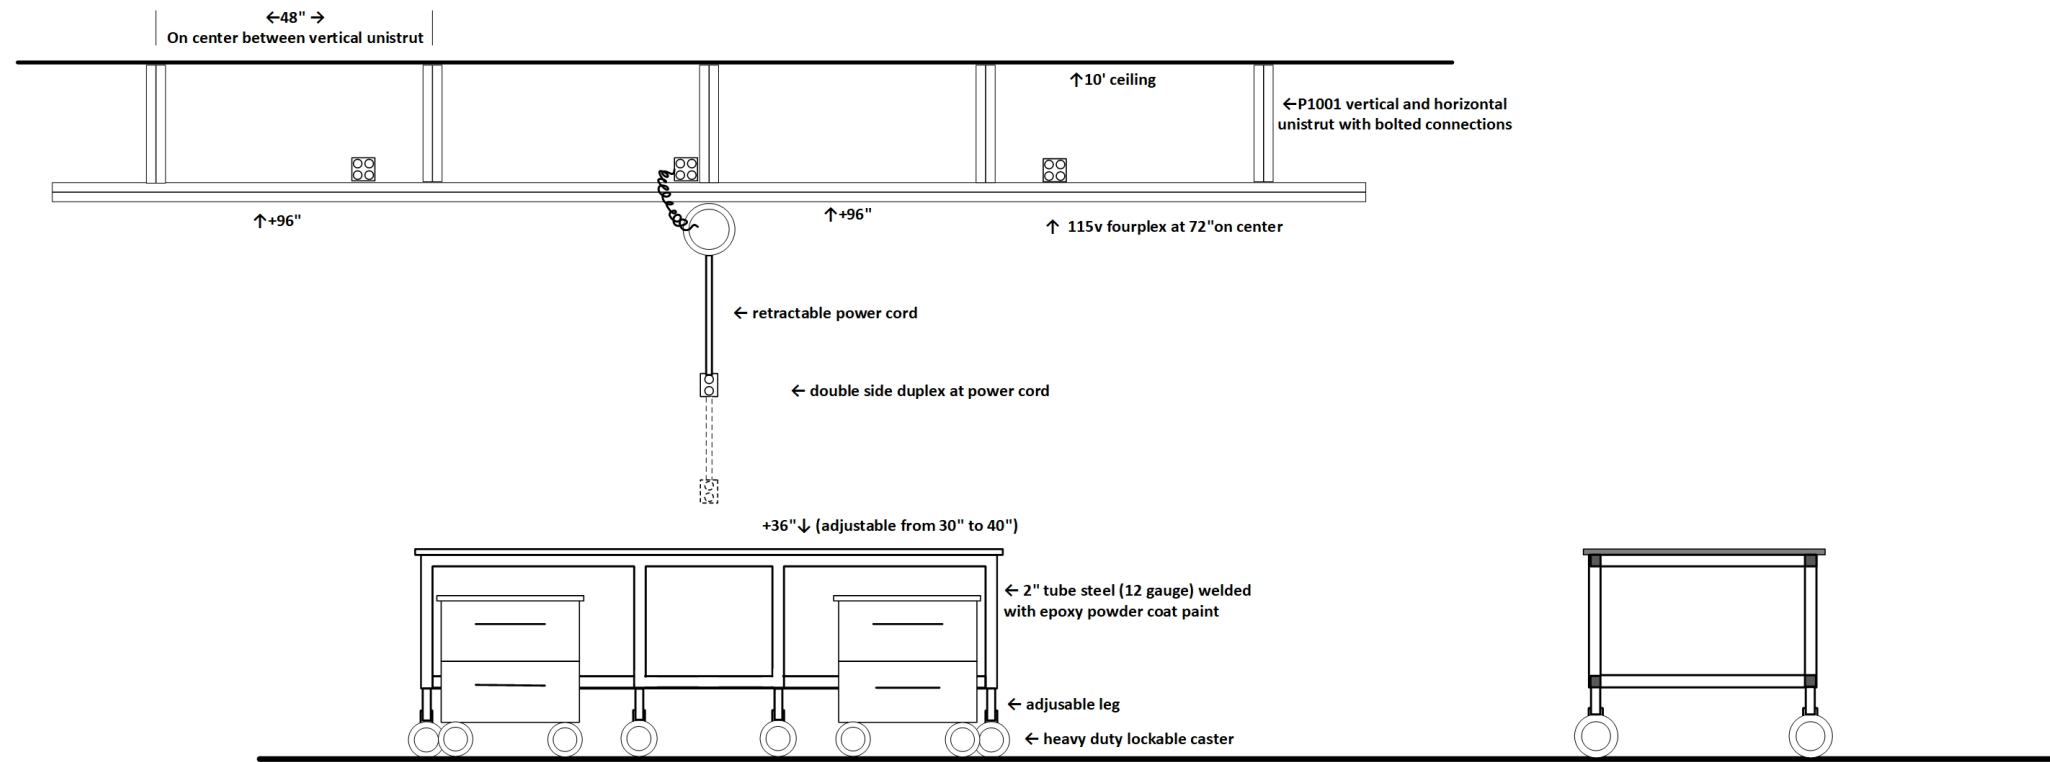 ←48" →
On center between vertical unistrut
↑10' ceiling
←P1001 vertical and horizontal
unistrut with bolted connections
↑+96"
↑+96"
↑ 115v fourplex at 72"on center
← retractable power cord
← double side duplex at power cord
+36"↓ (adjustable from 30" to 40")
← 2" tube steel (12 gauge) welded
with epoxy powder coat paint
← adjusable leg
← heavy duty lockable caster